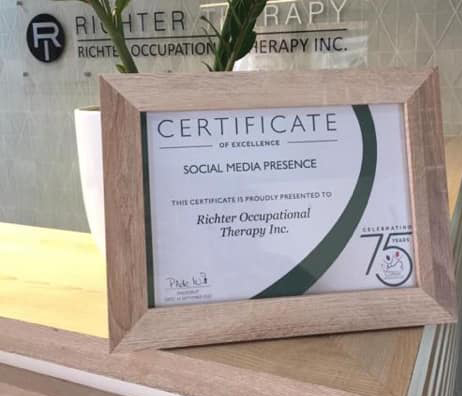 RICHTER THERAPY
RICHTER OCCUPATION THERAPY INC.
CERTIFICATE
OF EXCELLENCE
SOCIAL MEDIA PRESENCE
THIS CERTIFICATE IS PROUDLY PRESENTED TO
Richter Occupational
Therapy Inc.
CELEBRATING
75
YEARS